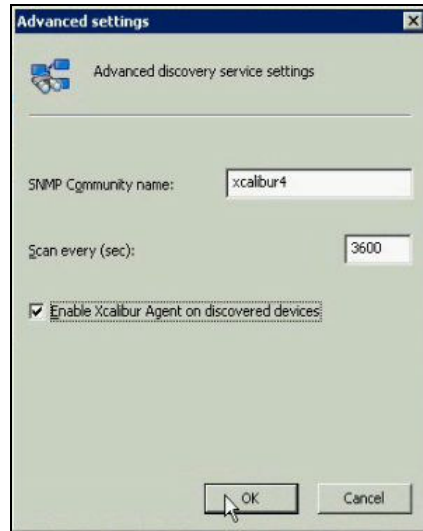 Advanced settings
Advanced discovery service settings
SNMP Community name: xcalibur4
Scan every (sec): 3600
Enable Xcalibur Agent on discovered devices
OK Cancel